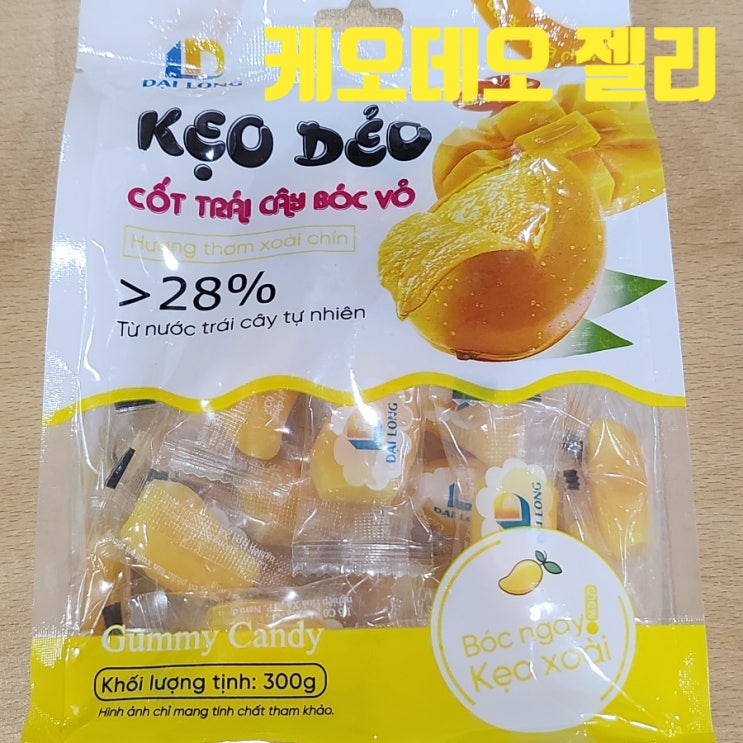 케오데오 젤리
DAI LONG
KẸO DẺO
CỐT TRÁI CÂY BÓC VỎ
Hương thơm xoài chín
>28%
Từ nước trái cây tự nhiên
DAI LONG
DAI LONG
DAI LONG
Gummy Candy
Khối lượng tịnh: 300g
Hình ảnh chỉ mang tính chất tham khảo.
Bóc ngay
Kẹo xoài